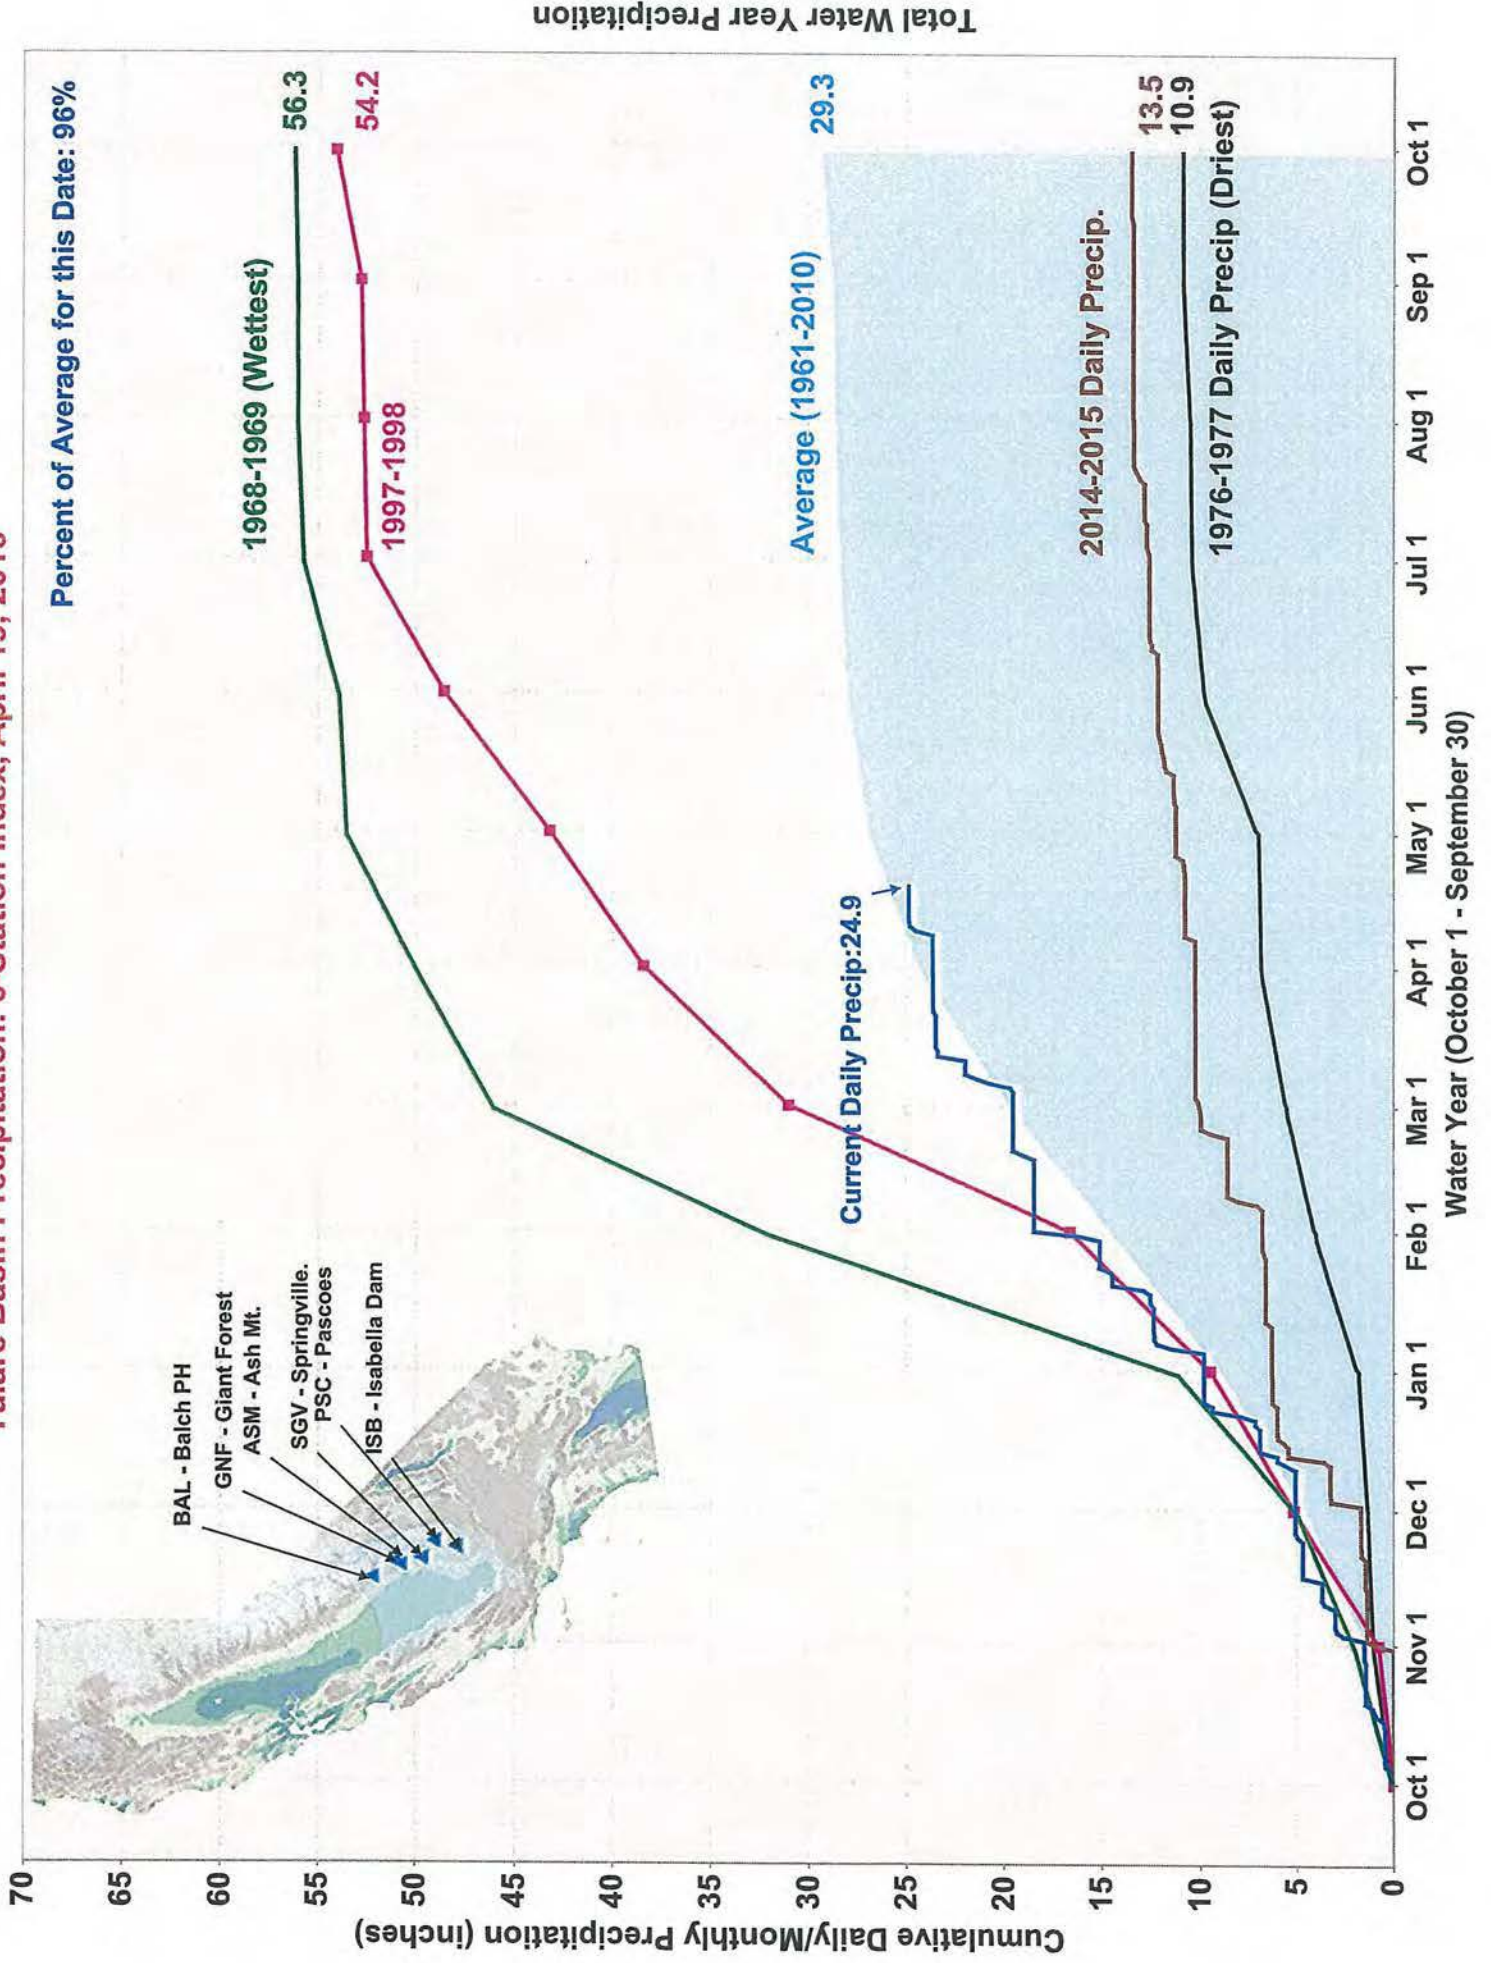 Percent of Average for this Date: 96%
Cumulative Daily/Monthly Precipitation (inches)
70
65
60
55
50
45
40
35
30
25
20
15
10
5
0
BAL - Balch PH
GNF - Giant Forest
ASM - Ash Mt.
SGV - Springville.
PSC - Pascoes
ISB - Isabella Dam
1968-1969 (Wettest)
56.3
1997-1998
54.2
Average (1961-2010)
29.3
Current Daily Precip:24.9
2014-2015 Daily Precip.
13.5
10.9
1976-1977 Daily Precip (Driest)
Total Water Year Precipitation
Oct 1
Nov 1
Dec 1
Jan 1
Feb 1
Mar 1
Apr 1
May 1
Jun 1
Jul 1
Aug 1
Sep 1
Oct 1
Water Year (October 1 - September 30)